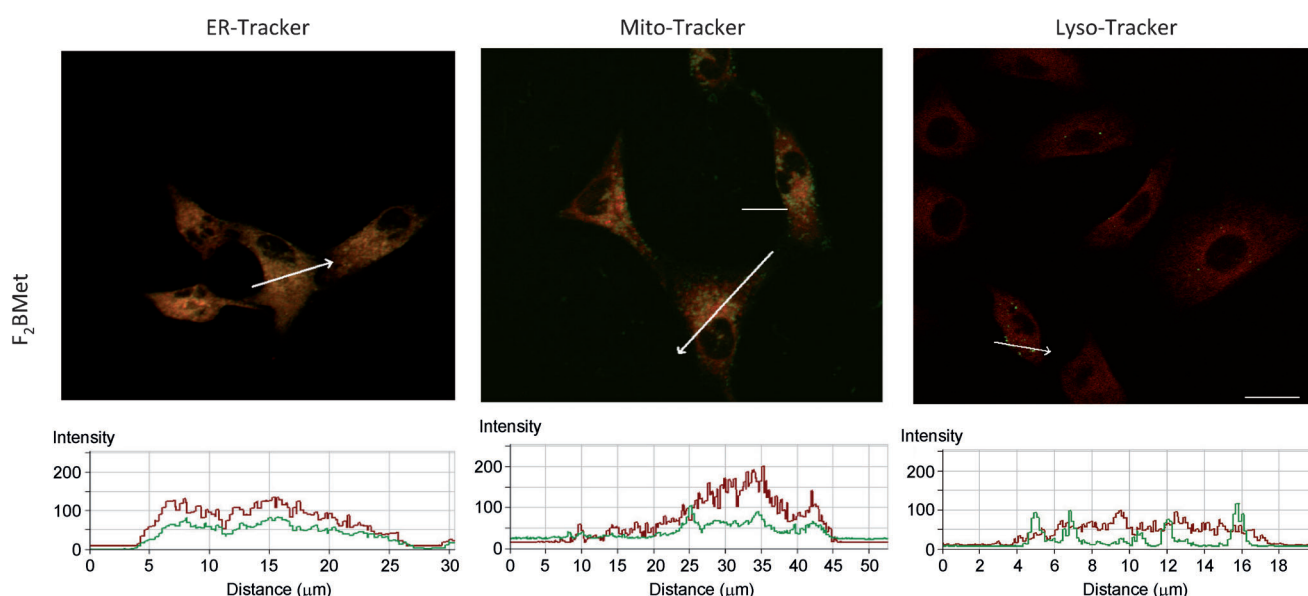 ER-Tracker
Mito-Tracker
Lyso-Tracker
F₂BMet
Intensity
200
100
0
0 5 10 15 20 25 30
Distance (μm)
Intensity
200
100
0
0 5 10 15 20 25 30 35 40 45 50
Distance (μm)
Intensity
200
100
0
0 2 4 6 8 10 12 14 16 18
Distance (μm)